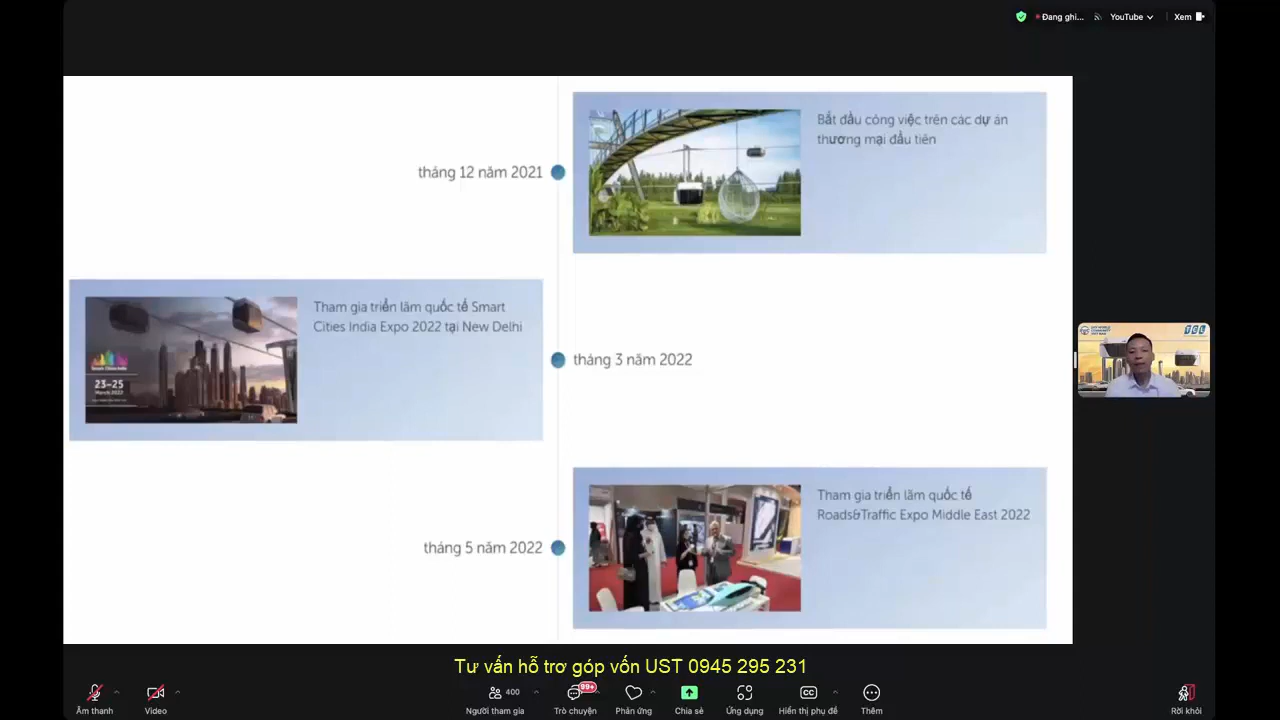 Đang ghi...
YouTube
Xem
tháng 12 năm 2021
Bắt đầu công việc trên các dự án
thương mại đầu tiên
23–25
March 2022
Tham gia triển lãm quốc tế Smart
Cities India Expo 2022 tại New Delhi
tháng 3 năm 2022
tháng 5 năm 2022
Tham gia triển lãm quốc tế
Roads&Traffic Expo Middle East 2022
Tư vấn hỗ trơ góp vốn UST 0945 295 231
Âm thanh
Video
400
Người tham gia
99+
Trò chuyện
Phản ứng
Chia sẻ
Ứng dụng
CC
Hiển thị phụ đề
Thêm
Rời khỏi